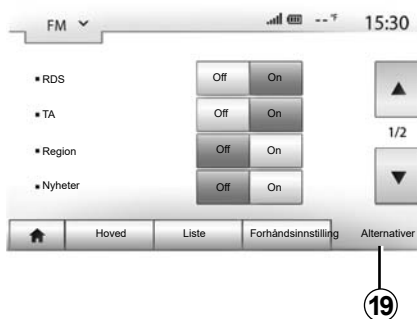 FM -- °F 15:30
RDS Off On
TA Off On
1/2
Region Off On
Nyheter Off On
Hoved Liste Forhåndsinnstilling Alternativer
19